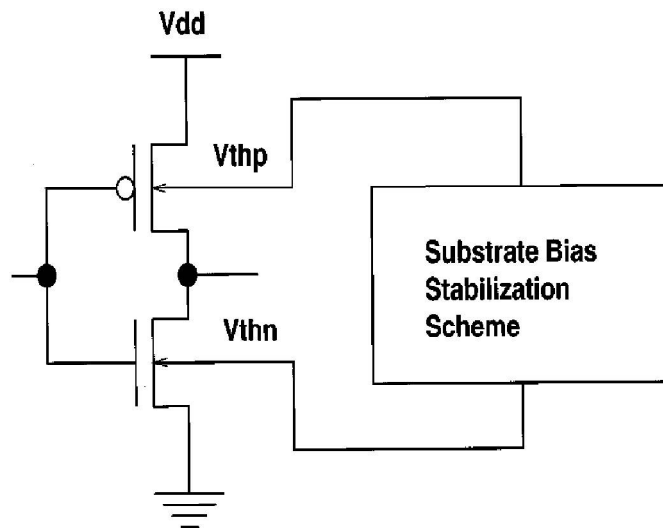 Vdd
Vthp
Substrate Bias
Stabilization
Scheme
Vthn